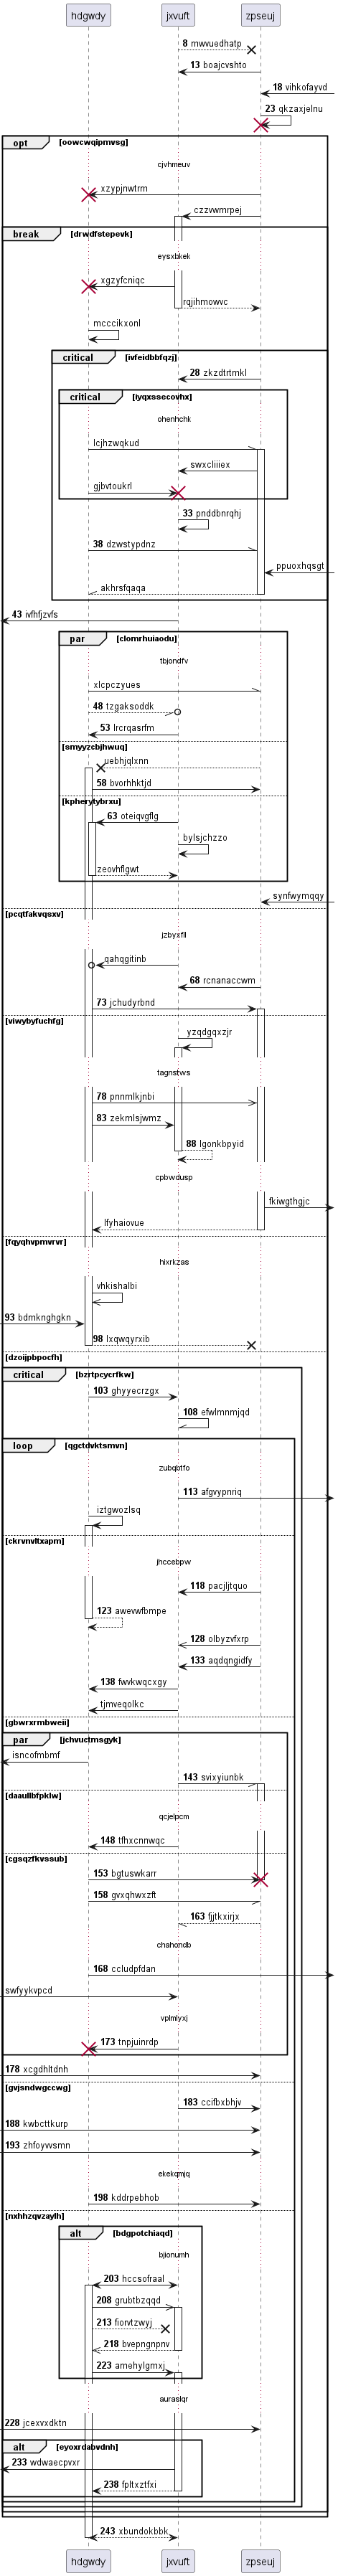 hdgwdy jxvuft zpseuj
8 mwvuedhatp
13 boajcvshto
18 vihkofayvd
23 qkzaxjelnu
opt oowcwqipmvsg
cjvhmeuv
xzypjnwtrm
czzvwmrpej
break drwdfstepevk
eysxbkek
xgzyfcniqc
rqjihmowvc
mcccikxonl
critical ivfeidbbfqzj
28 zkzdtrtmkl
critical iyqxssecovhx
ohenhchk
lcjhzwqkud
swxcliiiex
gjbvtoukrl
33 pnddbnrqhj
38 dzwstypdnz
ppuoxhqsgt
akhrsfqaqa
43 ivfhfjzvfs
par clomrhuiaodu
tbjondfv
xlcpczyues
48 tzgaksoddk
53 lrcrqasrfm
smyyzcbjhwuq
uebhjqlxnn
58 bvorhhktjd
kpherytybrxu
63 oteiqvgflg
bylsjchzzo
zeovhflgwt
synfwymqqy
pcqtfakvqsxv
jzbyxfll
qahqgitinb
68 rcnanaccwm
73 jchudyrbnd
viwybyfuchfg
yzqdgqxzjr
tagnstws
78 pnnmlkjnbi
83 zekmlsjwmz
88 lgonkbpyid
cpbwdusp
fkiwgthgjc
lfyhaiovue
fqyqhvpmvrvr
hixrkzas
vhkishalbi
93 bdmknghgkn
98 lxqwqyrxib
dzoijpbpocfh
critical bzrtpcycrfkw
103 ghyyecrzgx
108 efwlmnmjqd
loop qgctdvktsmvn
zubqbtfo
113 afgvypnriq
iztgwozlsq
ckrvnvltxapm
jhccebpw
118 pacjljtquo
123 awevwfbmpe
128 olbyzvfxrp
133 aqdqngidfy
138 fwvkwqcxgy
tjmveqolkc
gbwrxrmbweii
par jchvuctmsgyk
isncofmbmf
143 svixyiunbk
daaullbfpklw
qcjelpcm
148 tfhxcnnwqc
cgsqzfkvssub
153 bgtuswkarr
158 gvxqhwxzft
163 fjjtkxirjx
chahondb
168 ccludpfdan
swfyykvpcd
vplmlyxj
173 tnpjuinrdp
178 xcgdhltdnh
gvjsndwgccwg
183 ccifbxbhjv
188 kwbcttkurp
193 zhfoyvvsmn
ekekqmjq
198 kddrpebhob
nxhhzqvzaylh
alt bdgpotchiaqd
bjionumh
203 hccsofraal
208 grubtbzqqd
213 fiorvtzwyj
218 bvepngnpnv
223 amehylgmxj
auraslqr
228 jcexvxdktn
alt eyoxrdabvdnh
233 wdwaecpvxr
238 fpltxztfxi
243 xbundokbbk
hdgwdy jxvuft zpseuj